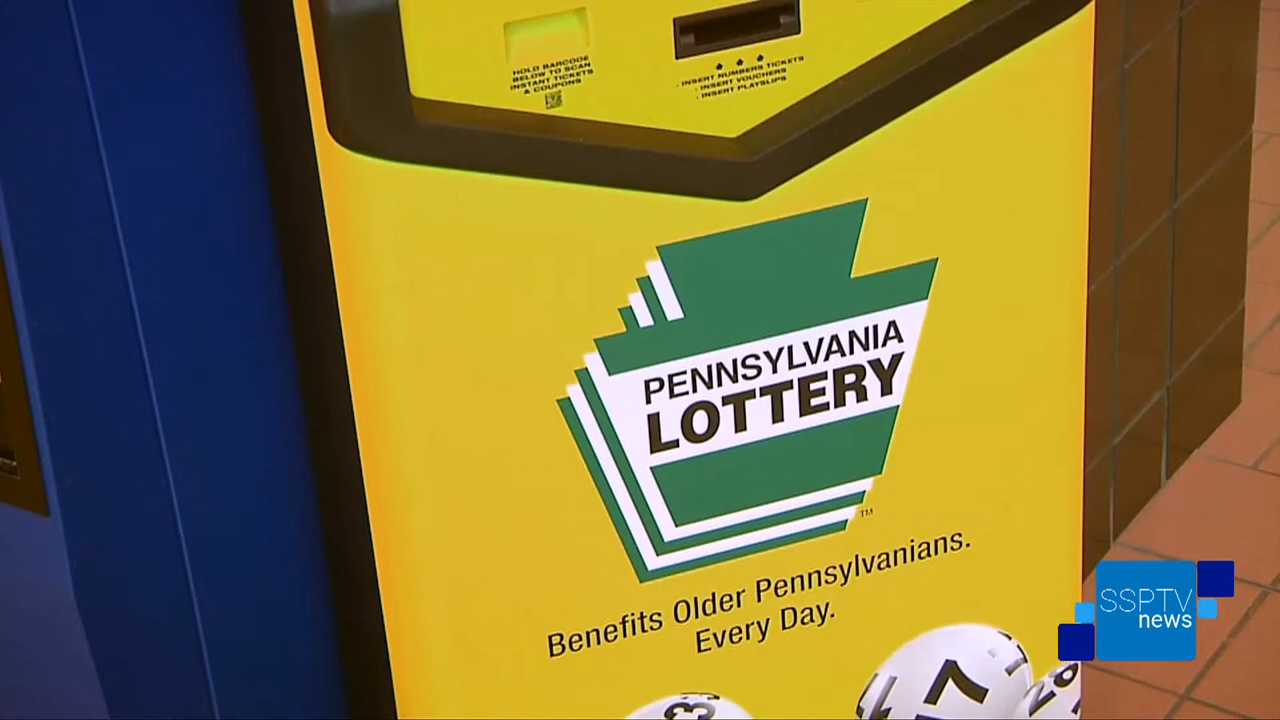 HOLD BARCODE
BELOW TO SCAN
INSTANT TICKETS
& COUPONS
· INSERT NUMBERS TICKETS
· INSERT VOUCHERS
· INSERT PLAYSLIPS
PENNSYLVANIA
LOTTERY
TM
Benefits Older Pennsylvanians.
Every Day.
17
SSPTV
news